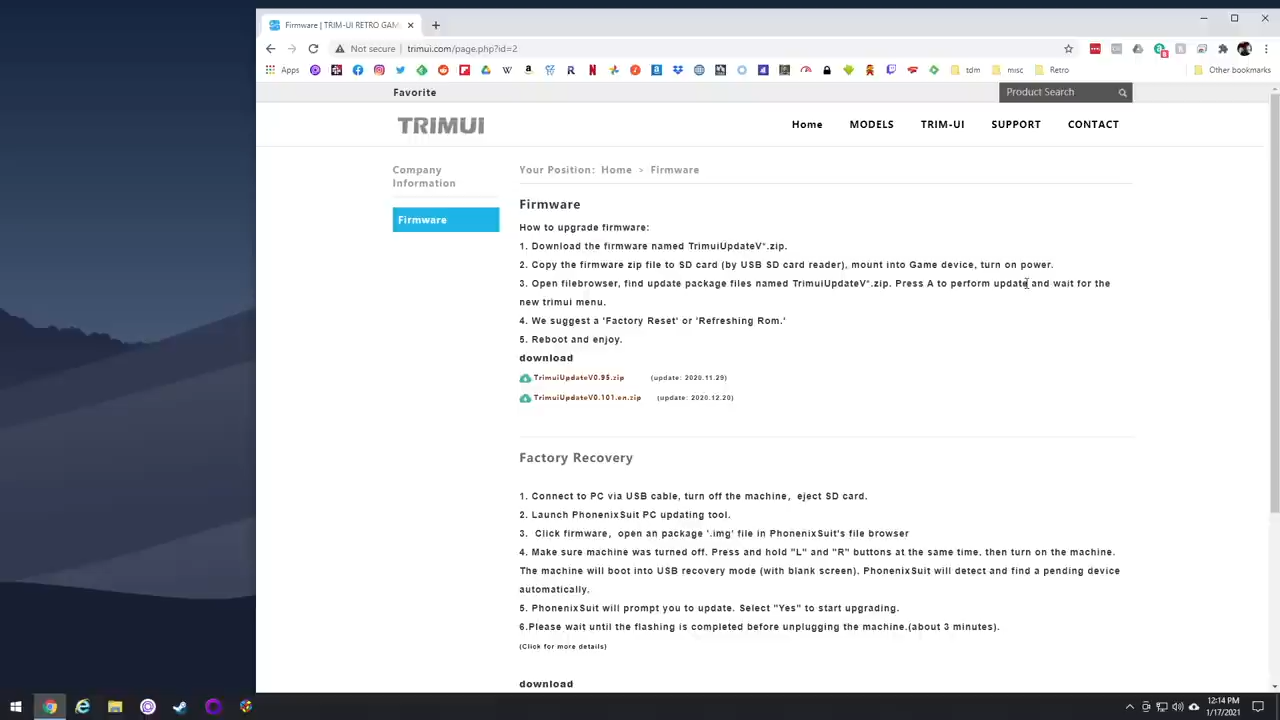 Firmware | TRIM-UI RETRO GAM
Not secure | trimui.com/page.php?id=2
Apps
tdm
misc
Retro
Other bookmarks
Favorite
Product Search
TRIMUI
Home
MODELS
TRIM-UI
SUPPORT
CONTACT
Company
Information
Firmware
Your Position: Home > Firmware
Firmware
How to upgrade firmware:
1. Download the firmware named TrimuiUpdateV*.zip.
2. Copy the firmware zip file to SD card (by USB SD card reader), mount into Game device, turn on power.
3. Open filebrowser, find update package files named TrimuiUpdateV*.zip. Press A to perform update and wait for the
new trimui menu.
4. We suggest a 'Factory Reset' or 'Refreshing Rom.'
5. Reboot and enjoy.
download
TrimuiUpdateV0.95.zip (update: 2020.11.29)
TrimuiUpdateV0.101.en.zip (update: 2020.12.20)
Factory Recovery
1. Connect to PC via USB cable, turn off the machine，eject SD card.
2. Launch PhonenixSuit PC updating tool.
3. Click firmware，open an package '.img' file in PhonenixSuit's file browser
4. Make sure machine was turned off. Press and hold "L" and "R" buttons at the same time, then turn on the machine.
The machine will boot into USB recovery mode (with blank screen). PhonenixSuit will detect and find a pending device
automatically.
5. PhonenixSuit will prompt you to update. Select "Yes" to start upgrading.
6.Please wait until the flashing is completed before unplugging the machine.(about 3 minutes).
(Click for more details)
download
12:14 PM
1/17/2021